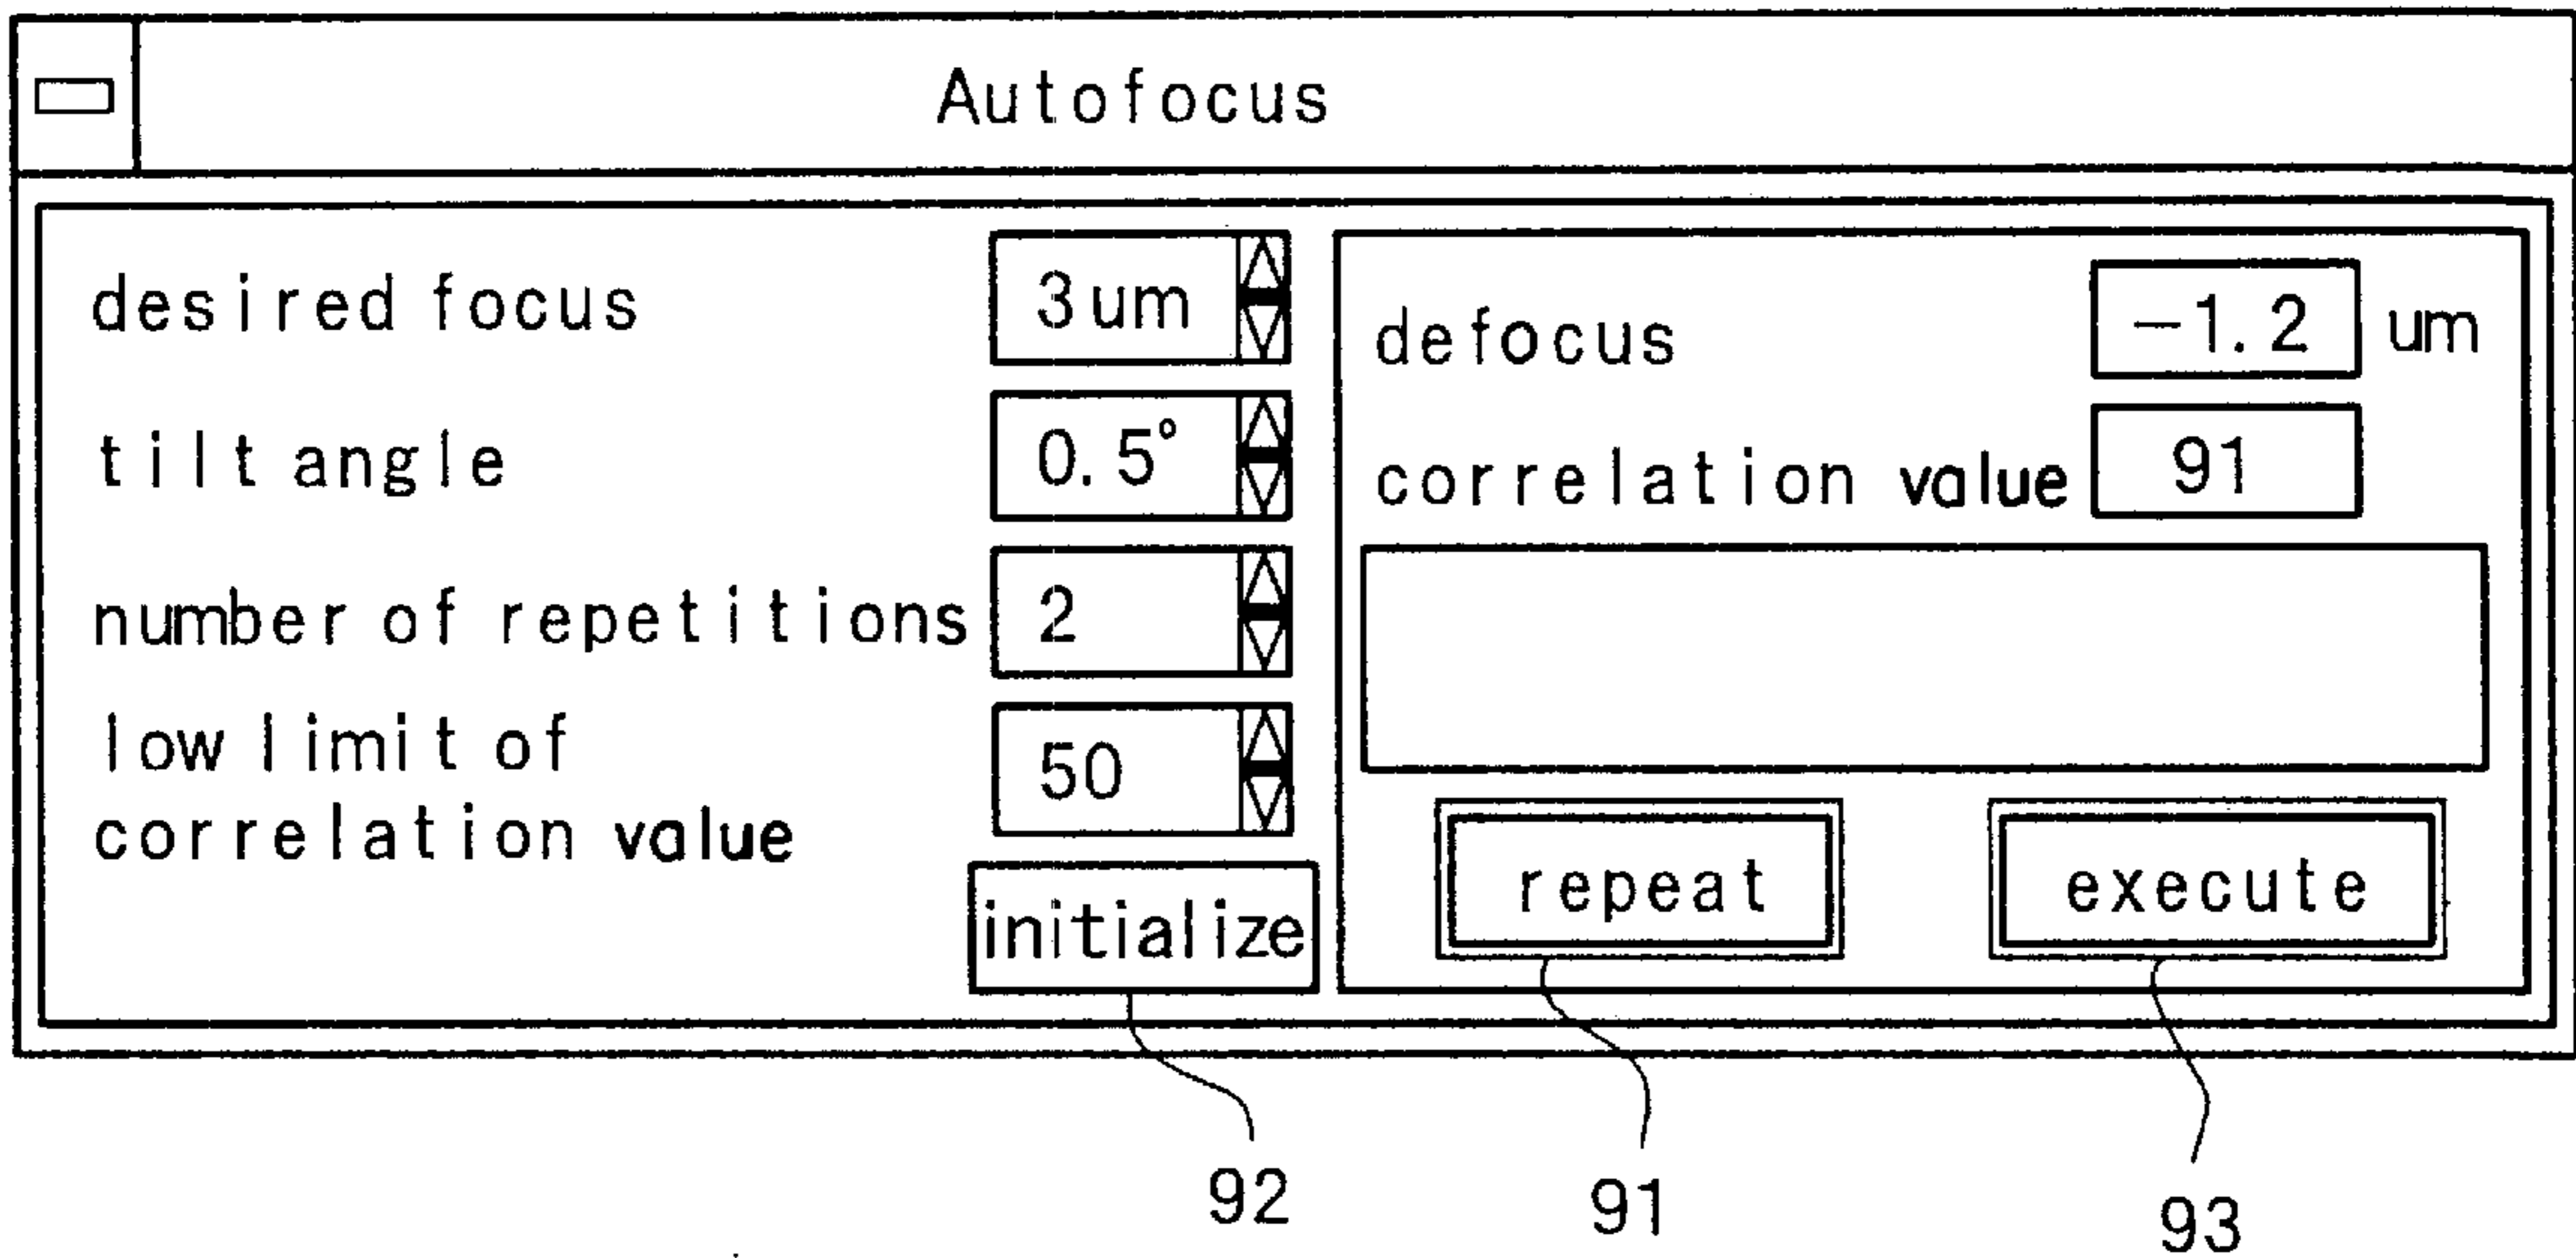 Autofocus
desired focus 3um
tilt angle 0.5°
number of repetitions 2
low limit of
correlation value 50
initialize
defocus -1.2 um
correlation value 91
repeat execute
92 91 93